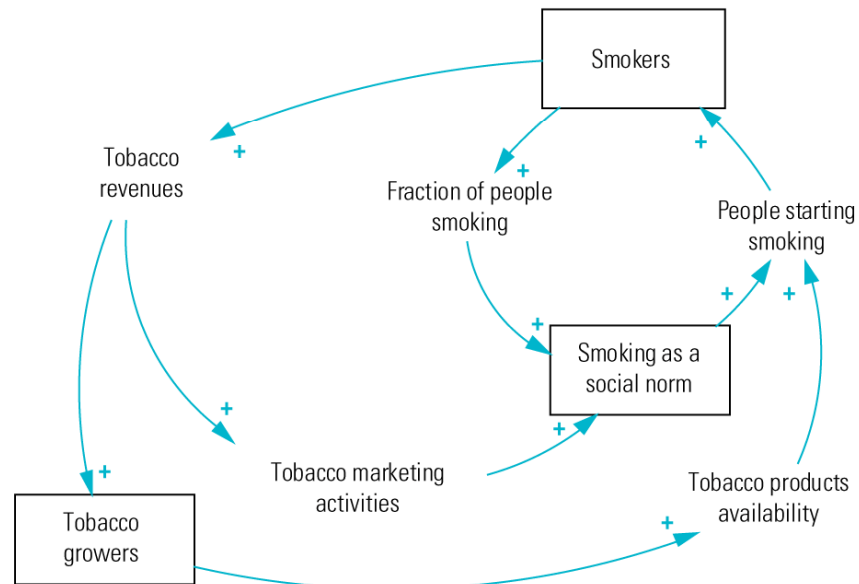 Smokers
+
Tobacco
revenues
+
Fraction of people
smoking
+
People starting
smoking
+
+
+
Smoking as a
social norm
+
+
Tobacco marketing
activities
+
+
Tobacco
growers
Tobacco products
availability
+